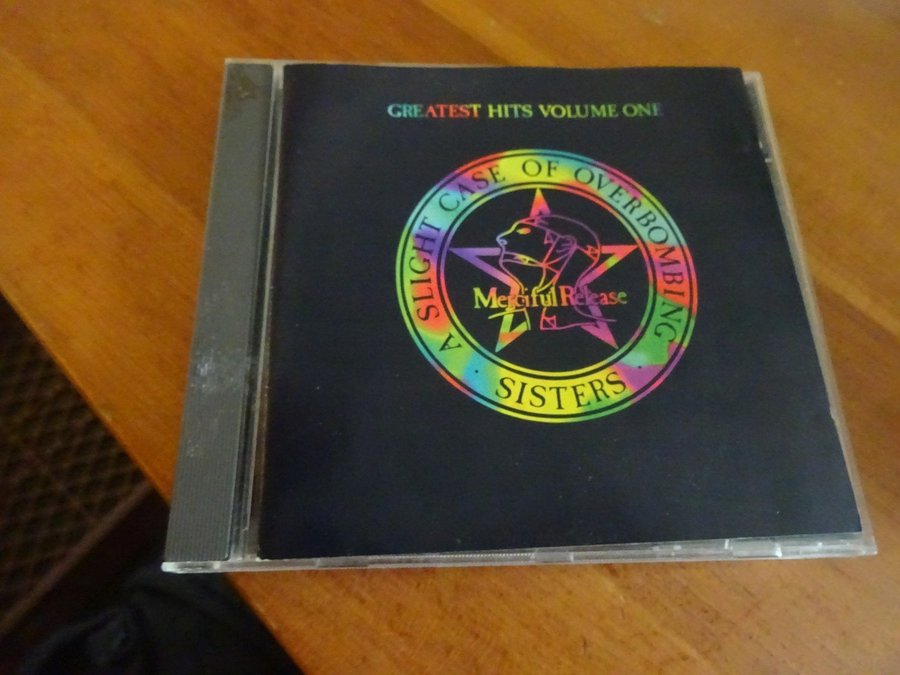 GREATEST HITS VOLUME ONE
A SLIGHT CASE OF OVERBOMBING
Merciful Release
· SISTERS ·